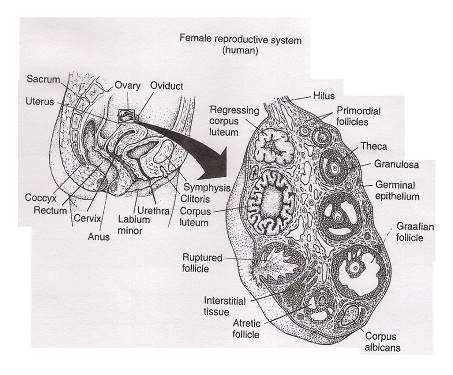 Female reproductive system
(human)
Sacrum
Ovary
Oviduct
Uterus
Hilus
Regressing
corpus
luteum
Primordial
follicles
Theca
Granulosa
Germinal
epithelium
Symphysis
Clitoris
Corpus
luteum
Coccyx
Rectum
Cervix
Urethra
Labium
minor
Anus
Graafian
follicle
Ruptured
follicle
Interstitial
tissue
Atretic
follicle
Corpus
albicans